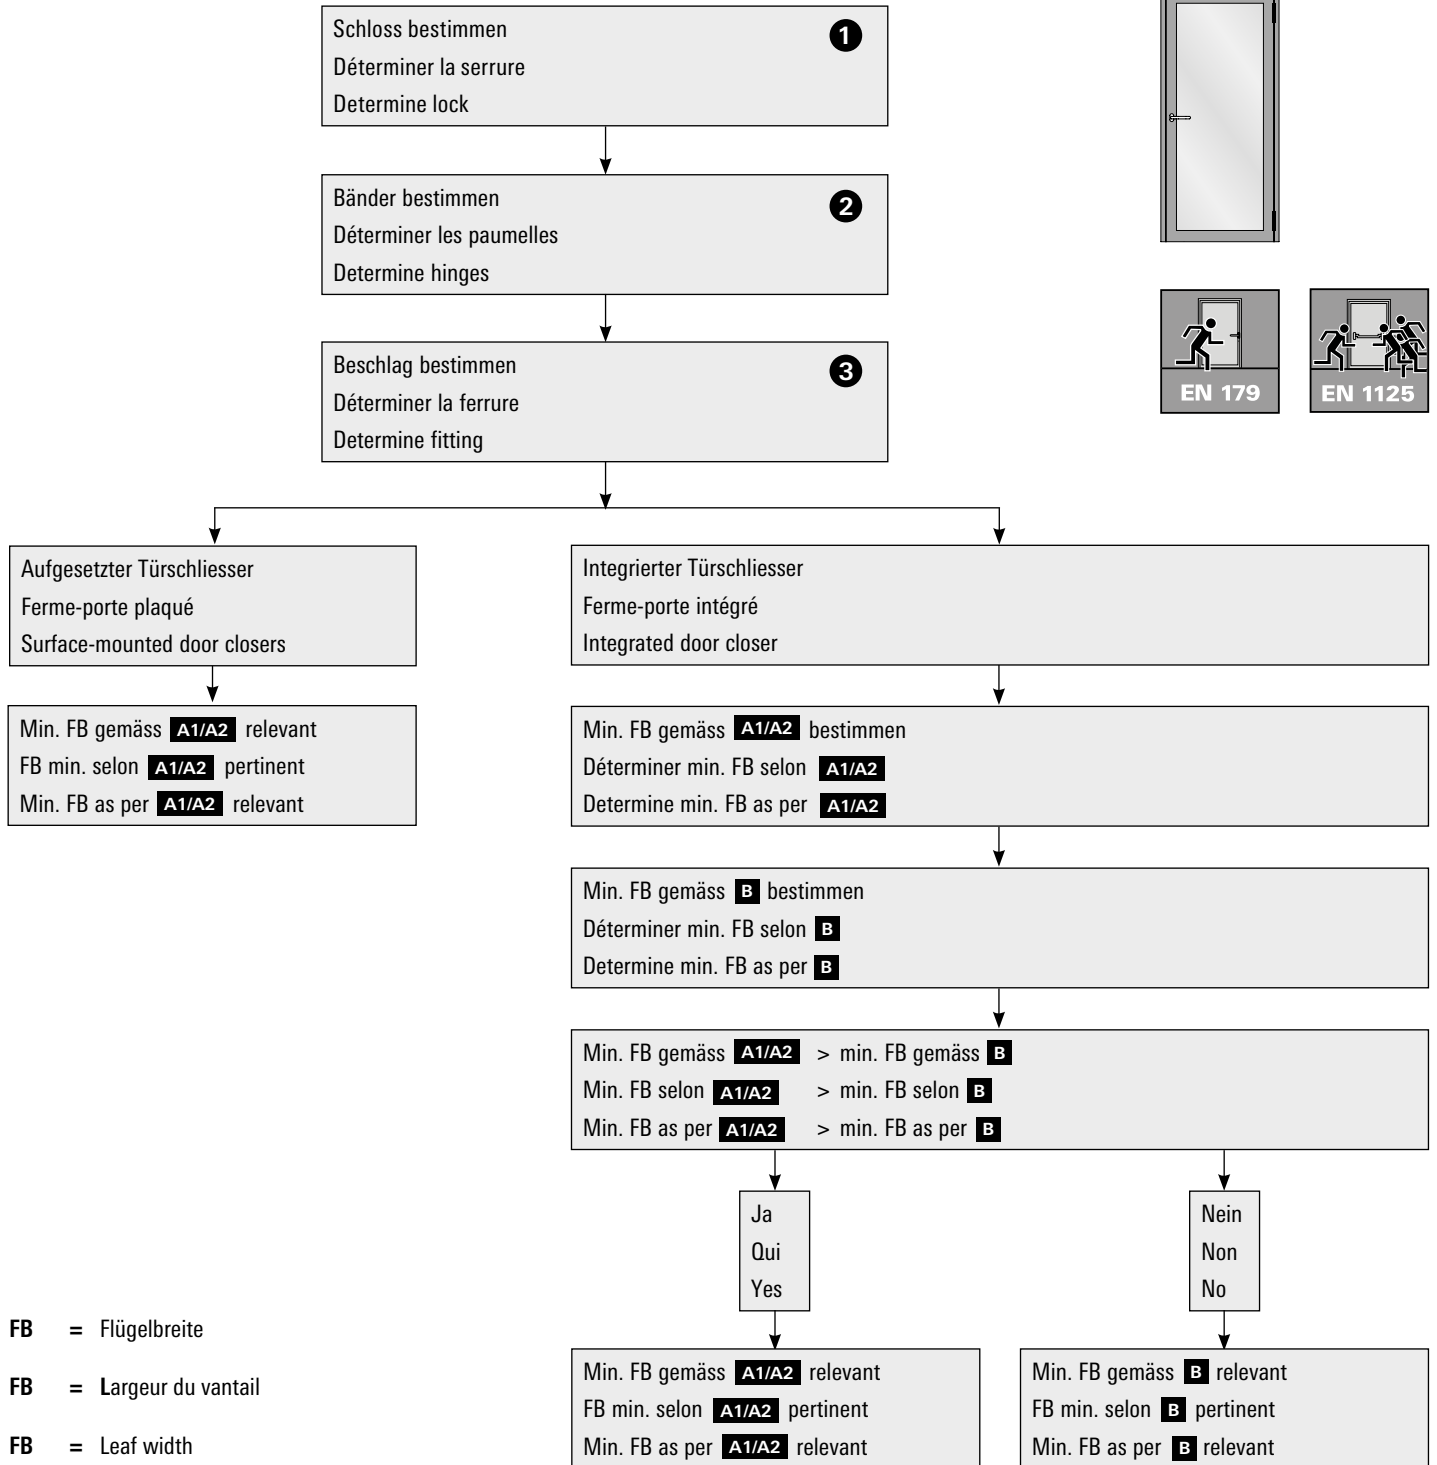 Schloss bestimmen
Déterminer la serrure
Determine lock
1
Bänder bestimmen
Déterminer les paumelles
Determine hinges
2
Beschlag bestimmen
Déterminer la ferrure
Determine fitting
3
EN 179
EN 1125
Aufgesetzter Türschliesser
Ferme-porte plaqué
Surface-mounted door closers
Integrierter Türschliesser
Ferme-porte intégré
Integrated door closer
Min. FB gemäss A1/A2 relevant
FB min. selon A1/A2 pertinent
Min. FB as per A1/A2 relevant
Min. FB gemäss A1/A2 bestimmen
Déterminer min. FB selon A1/A2
Determine min. FB as per A1/A2
Min. FB gemäss B bestimmen
Déterminer min. FB selon B
Determine min. FB as per B
Min. FB gemäss A1/A2 > min. FB gemäss B
Min. FB selon A1/A2 > min. FB selon B
Min. FB as per A1/A2 > min. FB as per B
Ja
Qui
Yes
Nein
Non
No
Min. FB gemäss A1/A2 relevant
FB min. selon A1/A2 pertinent
Min. FB as per A1/A2 relevant
Min. FB gemäss B relevant
FB min. selon B pertinent
Min. FB as per B relevant
FB = Flügelbreite
FB = Largeur du vantail
FB = Leaf width